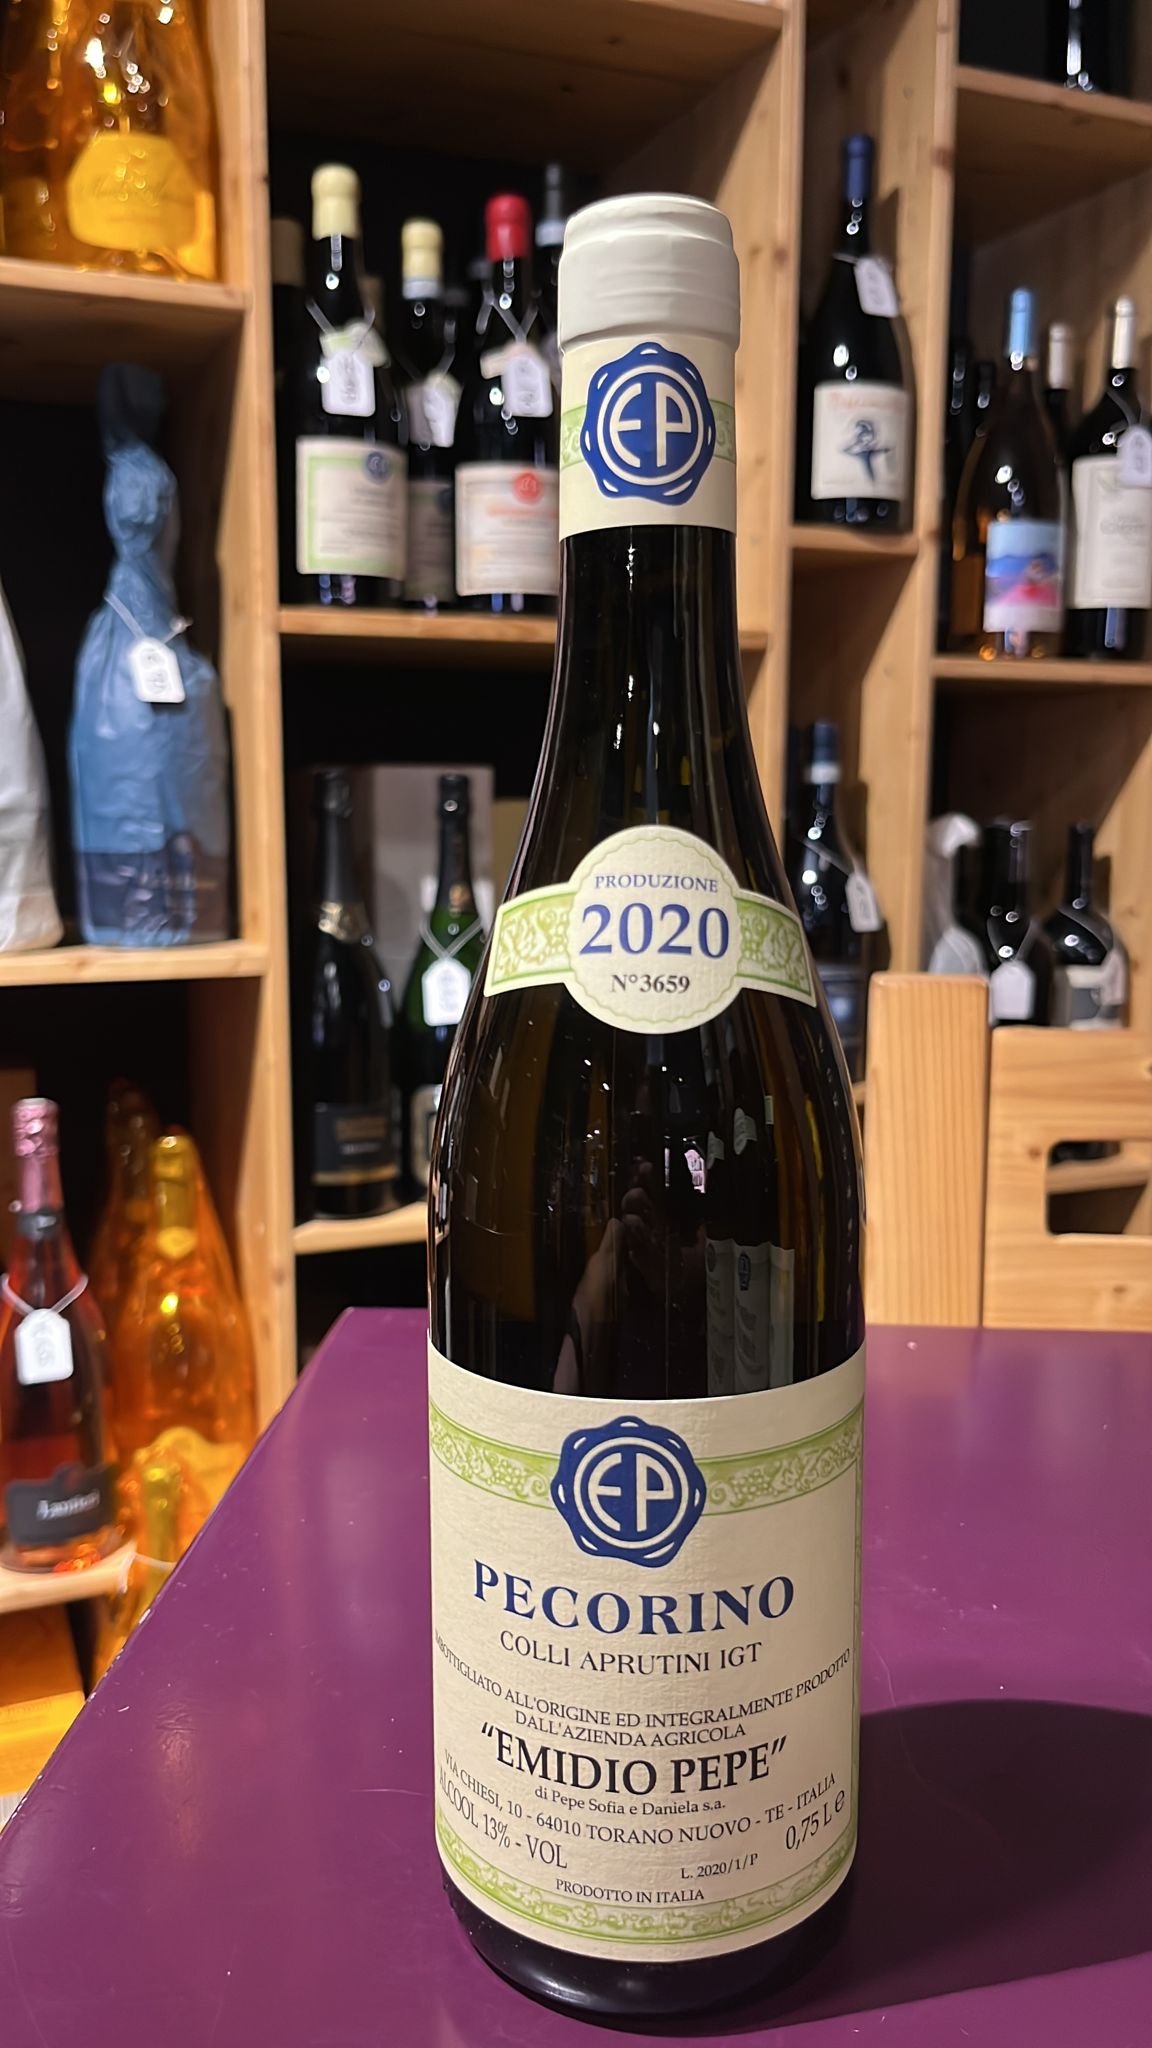 EP
PRODUZIONE
2020
N°3659
EP
PECORINO
COLLI APRUTINI IGT
ALL'ORIGINE ED INTEGRALMENTE PRODOTTO
DALL'AZIENDA AGRICOLA
"EMIDIO PEPE"
di Pepe Sofia e Daniela s.a.
VIA CHIESI, 10 - 64010 TORANO NUOVO - TE - ITALIA
ALCOOL 13% - VOL
0,75 L e
L. 2020/1/P
PRODOTTO IN ITALIA